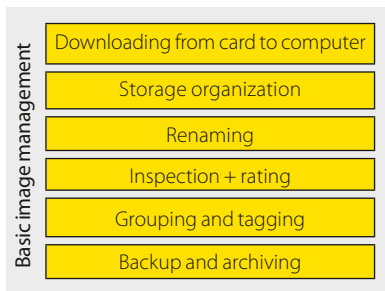 Basic image management
Downloading from card to computer
Storage organization
Renaming
Inspection + rating
Grouping and tagging
Backup and archiving